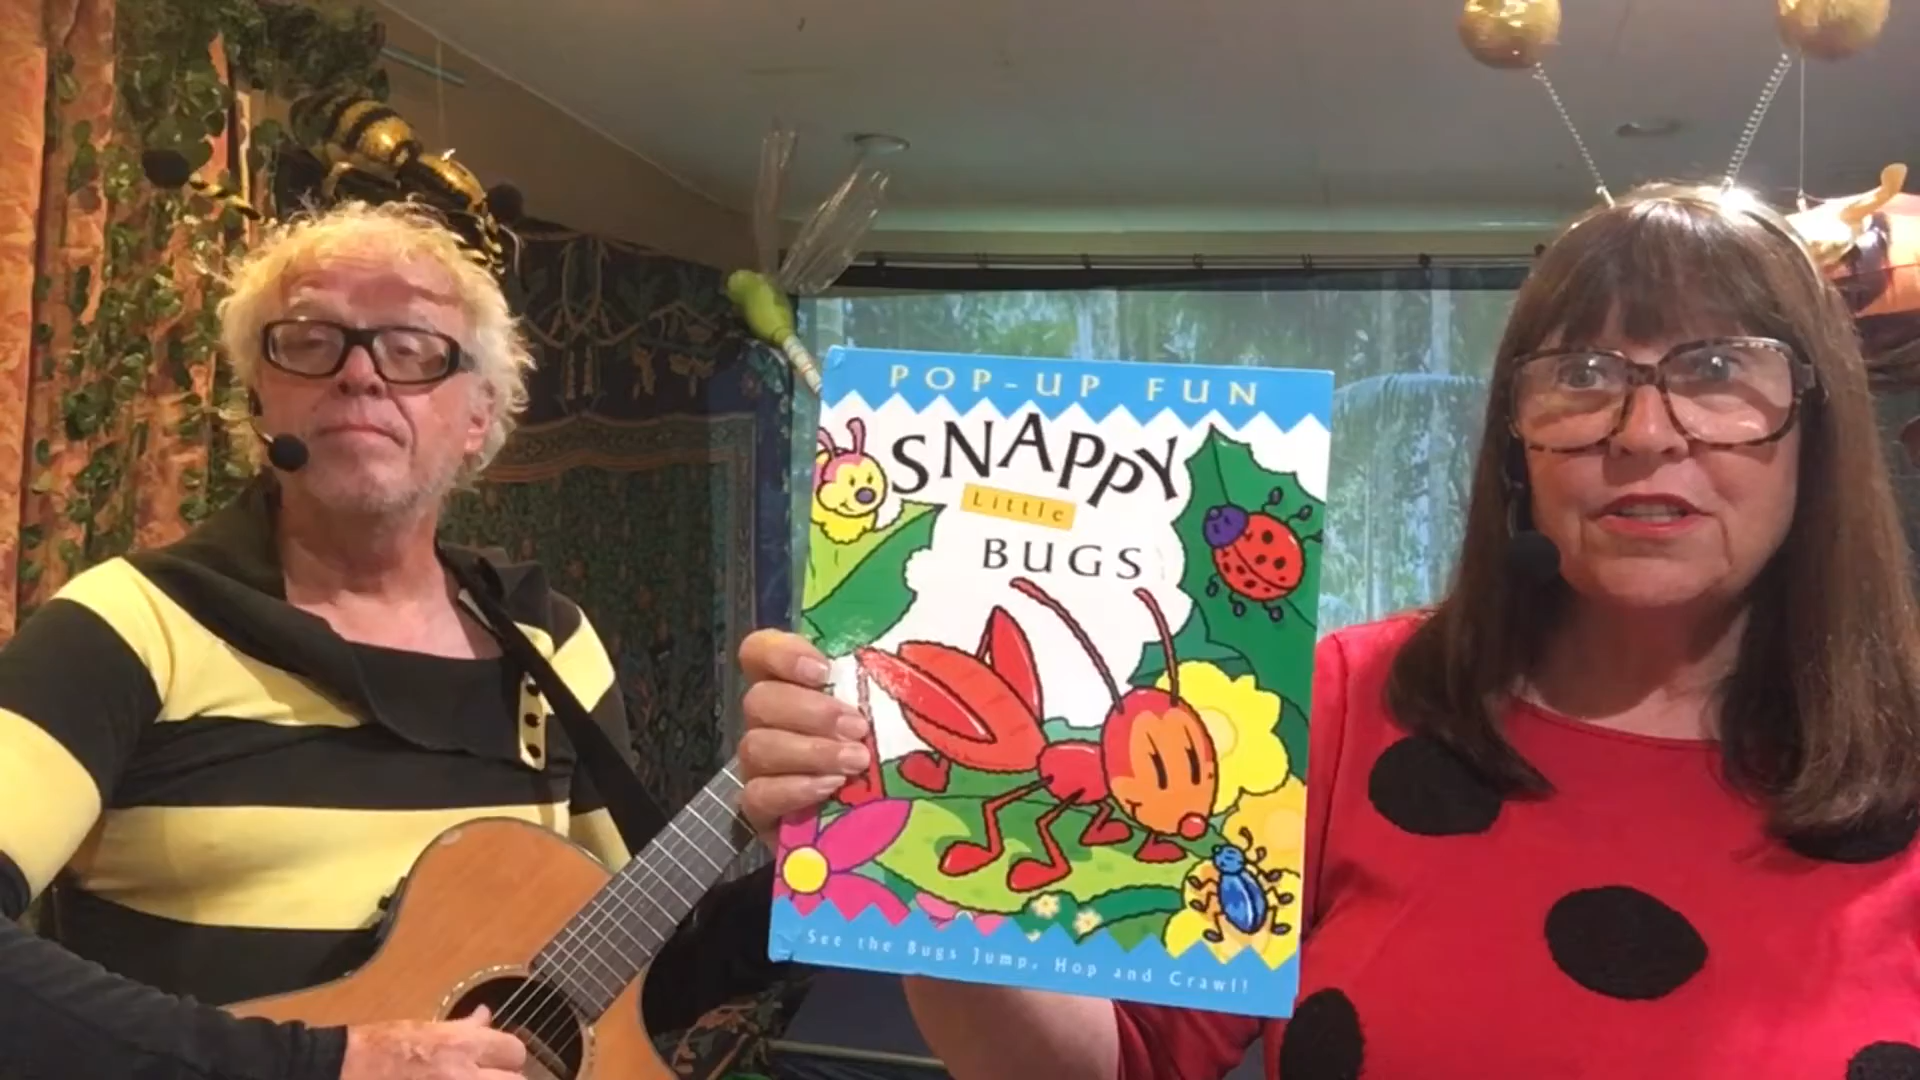 POP-UP FUN
SNAPPY
Little
BUGS
See the Bugs Jump, Hop and Crawl!